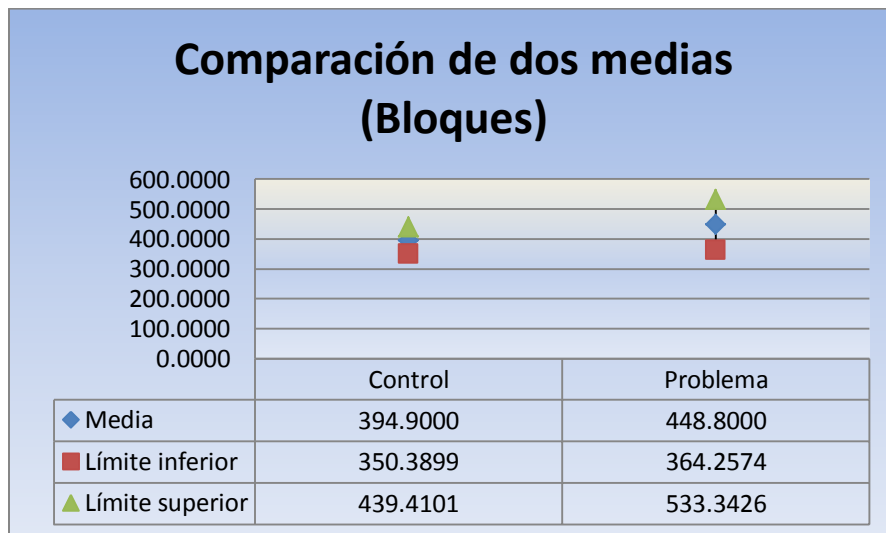 Comparación de dos medias
(Bloques)
600.0000
500.0000
400.0000
300.0000
200.0000
100.0000
0.0000
Control Problema
Media 394.9000 448.8000
Límite inferior 350.3899 364.2574
Límite superior 439.4101 533.3426